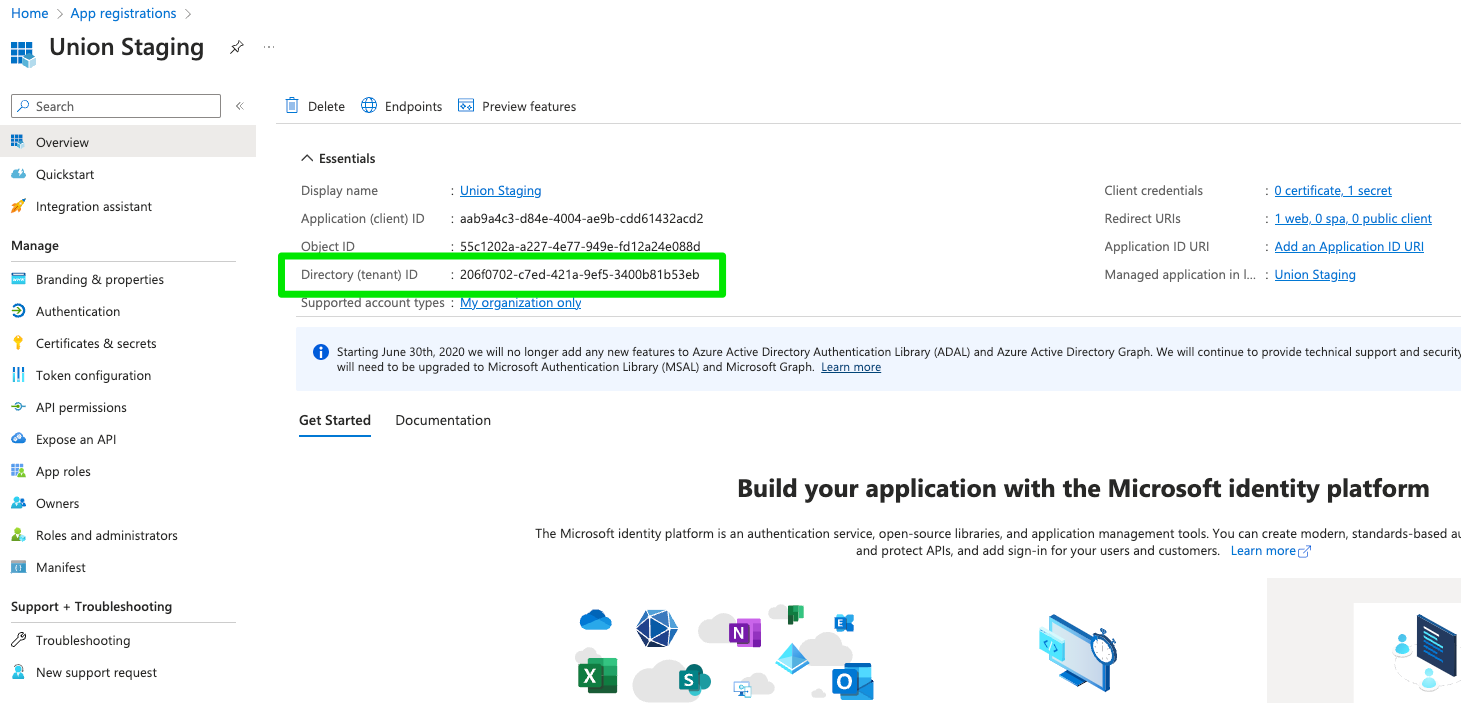 Home > App registrations >
Union Staging
Search
Overview
Quickstart
Integration assistant
Manage
Branding & properties
Authentication
Certificates & secrets
Token configuration
API permissions
Expose an API
App roles
Owners
Roles and administrators
Manifest
Support + Troubleshooting
Troubleshooting
New support request
Delete
Endpoints
Preview features
Essentials
Display name : Union Staging
Application (client) ID : aab9a4c3-d84e-4004-ae9b-cdd61432acd2
Object ID : 55c1202a-a227-4e77-949e-fd12a24e088d
Directory (tenant) ID : 206f0702-c7ed-421a-9ef5-3400b81b53eb
Supported account types : My organization only
Client credentials : 0 certificate, 1 secret
Redirect URIs : 1 web, 0 spa, 0 public client
Application ID URI : Add an Application ID URI
Managed application in l... : Union Staging
Starting June 30th, 2020 we will no longer add any new features to Azure Active Directory Authentication Library (ADAL) and Azure Active Directory Graph. We will continue to provide technical support and security
will need to be upgraded to Microsoft Authentication Library (MSAL) and Microsoft Graph. Learn more
Get Started
Documentation
Build your application with the Microsoft identity platform
The Microsoft identity platform is an authentication service, open-source libraries, and application management tools. You can create modern, standards-based au
and protect APIs, and add sign-in for your users and customers. Learn more
N
E
X
S
O